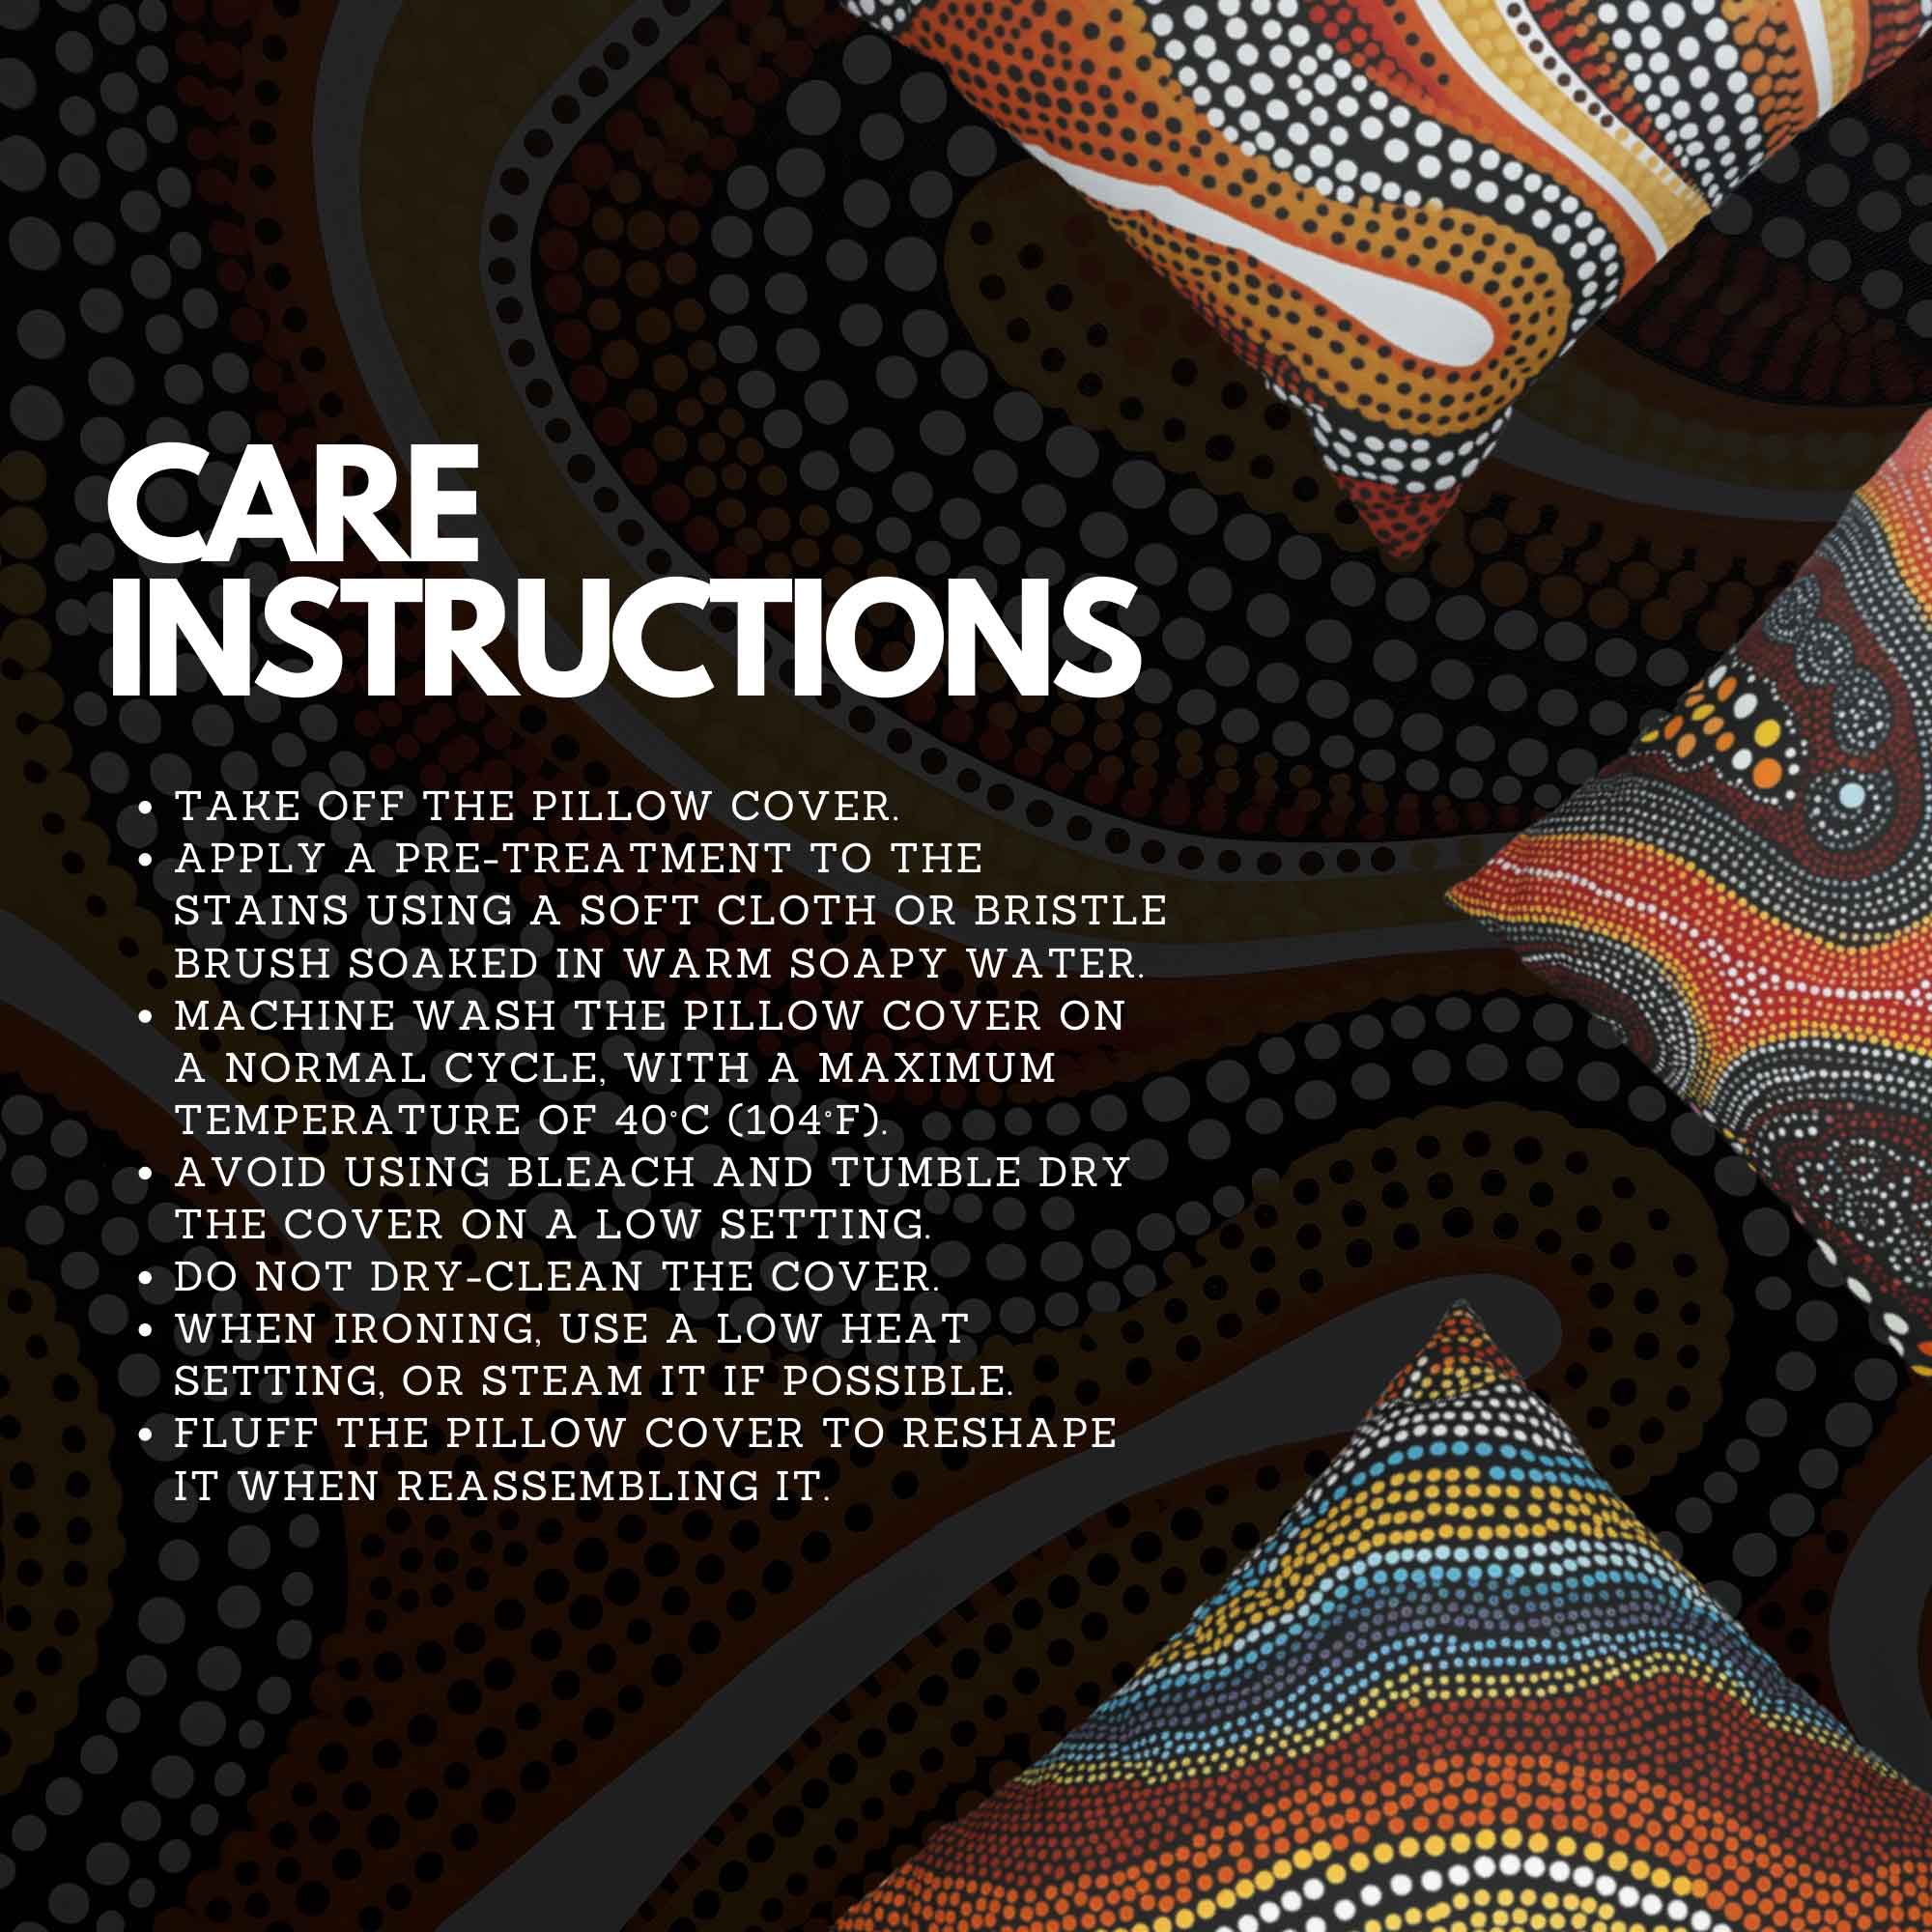 CARE
INSTRUCTIONS
• TAKE OFF THE PILLOW COVER.
• APPLY A PRE-TREATMENT TO THE
STAINS USING A SOFT CLOTH OR BRISTLE
BRUSH SOAKED IN WARM SOAPY WATER.
• MACHINE WASH THE PILLOW COVER ON
A NORMAL CYCLE, WITH A MAXIMUM
TEMPERATURE OF 40°C (104°F).
• AVOID USING BLEACH AND TUMBLE DRY
THE COVER ON A LOW SETTING.
• DO NOT DRY-CLEAN THE COVER.
• WHEN IRONING, USE A LOW HEAT
SETTING, OR STEAM IT IF POSSIBLE.
• FLUFF THE PILLOW COVER TO RESHAPE
IT WHEN REASSEMBLING IT.